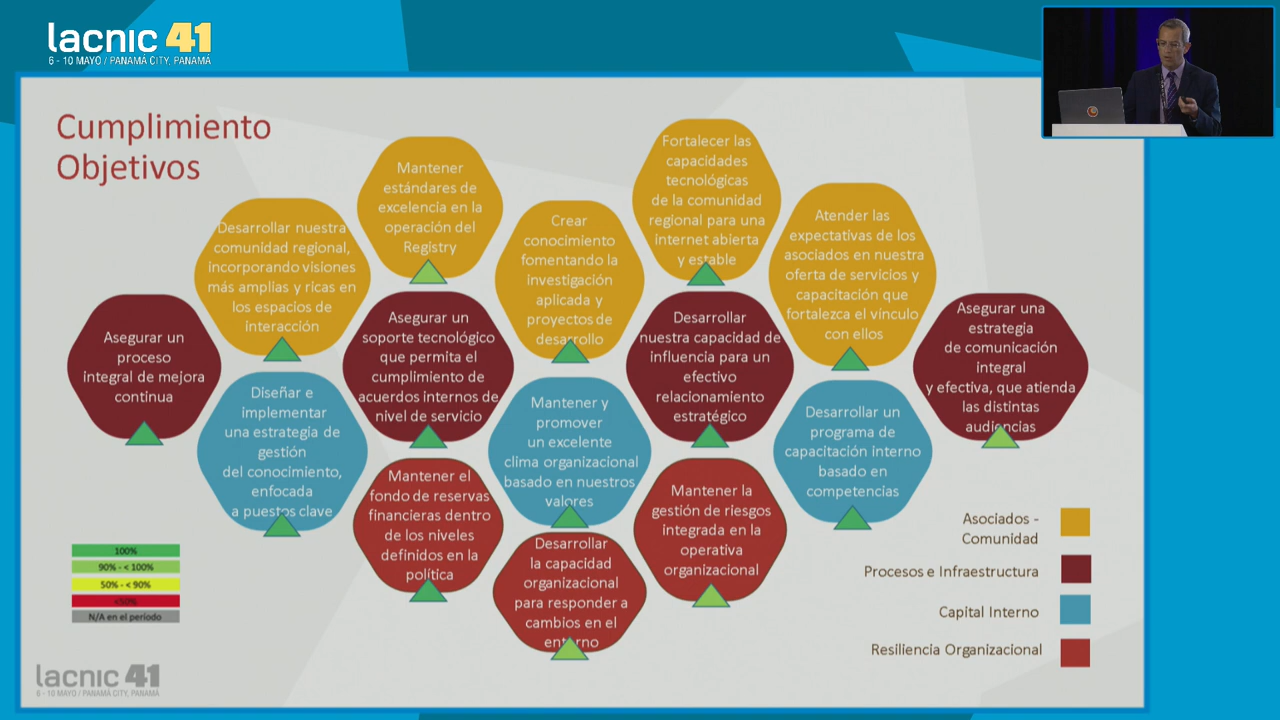 lacnic 41
6 - 10 MAYO / PANAMÁ CITY, PANAMÁ
Cumplimiento
Objetivos
Mantener
estándares de
excelencia en la
operación del
Registry
Fortalecer las
capacidades
tecnológicas
de la comunidad
regional para una
internet abierta
y estable
Desarrollar nuestra
comunidad regional,
incorporando visiones
más amplias y ricas en
los espacios de
interacción
Crear
conocimiento
fomentando la
investigación
aplicada y
proyectos de
desarrollo
Atender las
expectativas de los
asociados en nuestra
oferta de servicios y
capacitación que
fortalezca el vínculo
con ellos
Asegurar un
proceso
integral de mejora
continua
Asegurar un
soporte tecnológico
que permita el
cumplimiento de
acuerdos internos de
nivel de servicio
Desarrollar
nuestra capacidad de
influencia para un
efectivo
relacionamiento
estratégico
Asegurar una
estrategia
de comunicación
integral
y efectiva, que atienda
las distintas
audiencias
Diseñar e
implementar
una estrategia de
gestión
del conocimiento,
enfocada
a puestos clave
Mantener y
promover
un excelente
clima organizacional
basado en nuestros
valores
Desarrollar un
programa de
capacitación interno
basado en
competencias
Mantener el
fondo de reservas
financieras dentro
de los niveles
definidos en la
política
Desarrollar
la capacidad
organizacional
para responder a
cambios en el
entorno
Mantener la
gestión de riesgos
integrada en la
operativa
organizacional
100%
90% - < 100%
50% - < 90%
<50%
N/A en el período
Asociados -
Comunidad
Procesos e Infraestructura
Capital Interno
Resiliencia Organizacional
lacnic 41
6 - 10 MAYO / PANAMÁ CITY, PANAMÁ